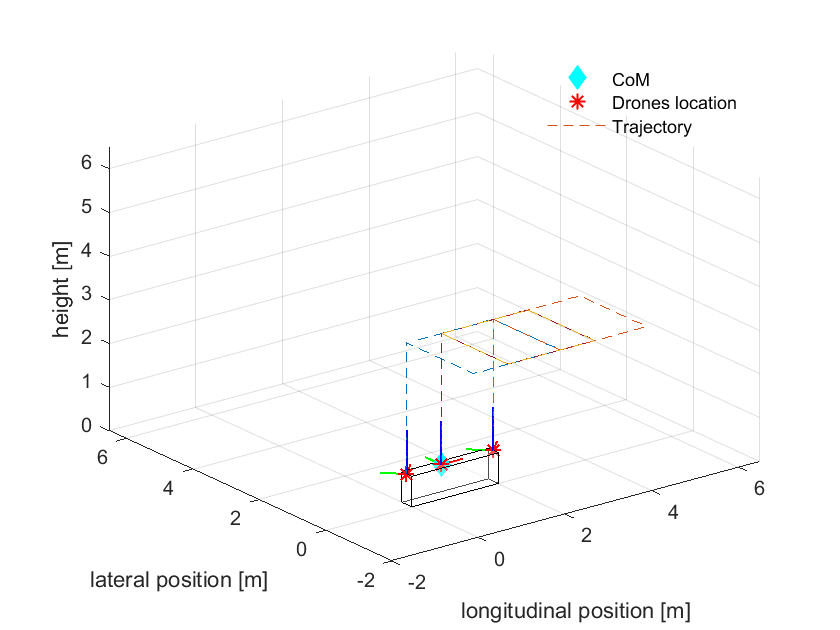 CoM
Drones location
Trajectory
6
5
4
3
2
1
0
height [m]
6
4
2
0
-2
lateral position [m]
-2
0
2
4
6
longitudinal position [m]